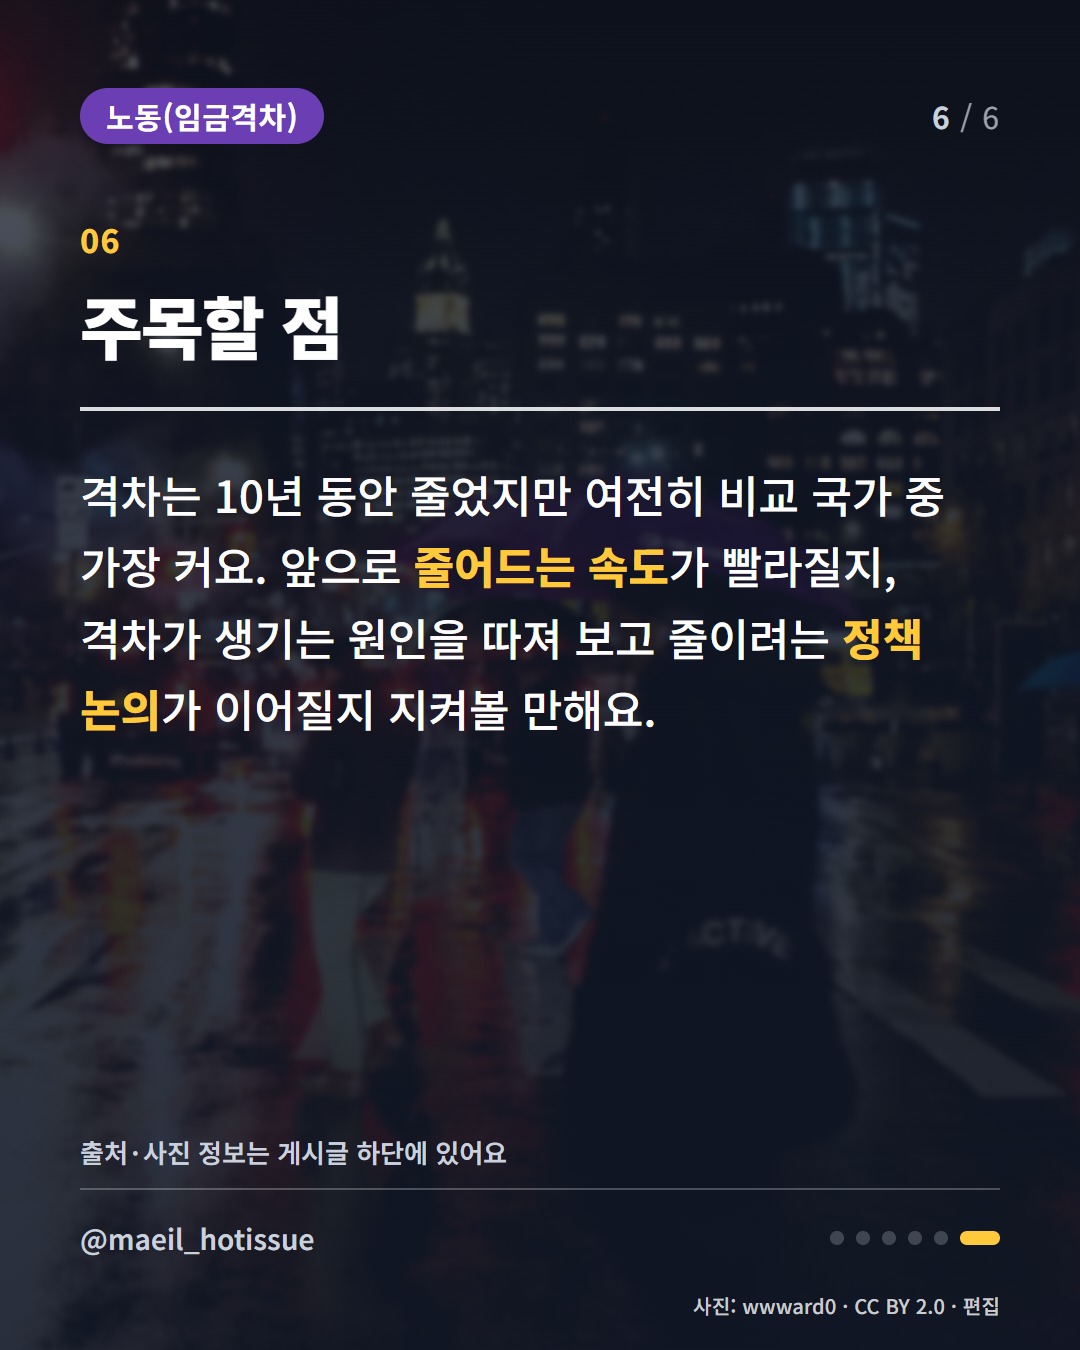 노동(임금격차)
6 / 6
06
주목할 점
격차는 10년 동안 줄었지만 여전히 비교 국가 중
가장 커요. 앞으로 줄어드는 속도가 빨라질지,
격차가 생기는 원인을 따져 보고 줄이려는 정책
논의가 이어질지 지켜볼 만해요.
CTIVE
출처·사진 정보는 게시글 하단에 있어요
@maeil_hotissue
사진: wwward0 · CC BY 2.0 · 편집